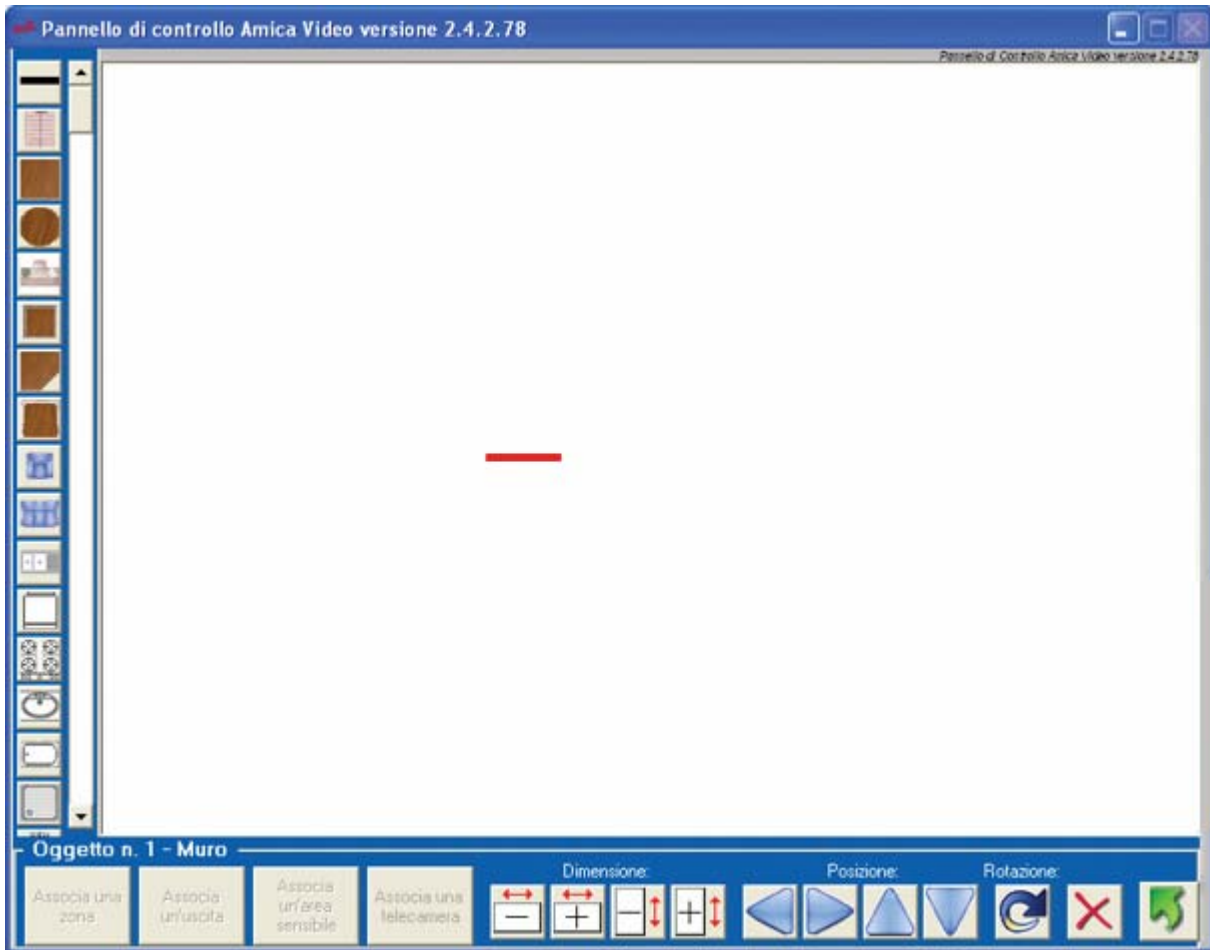 Pannello di controllo Amica Video versione 2.4.2.78
Pannello di Controllo Amica Video versione 2.4.2.78
Oggetto n. 1 - Muro
Associa una
zona
Associa
un'uscita
Associa
un'area
sensibile
Associa una
telecamera
Dimensione:
Posizione:
Rotazione: